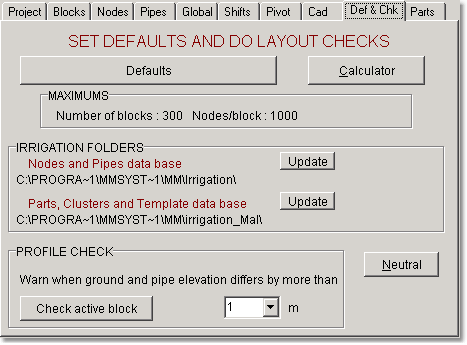 Project Blocks Nodes Pipes Global Shifts Pivot Cad Def & Chk Parts
SET DEFAULTS AND DO LAYOUT CHECKS
Defaults Calculator
MAXIMUMS
Number of blocks : 300 Nodes/block : 1000
IRRIGATION FOLDERS
Nodes and Pipes data base Update
C:\PROGRA~1\MMSYST~1\MM\Irrigation\
Parts, Clusters and Template data base Update
C:\PROGRA~1\MMSYST~1\MM\irrigation_Mal\
PROFILE CHECK
Neutral
Warn when ground and pipe elevation differs by more than
Check active block 1 m